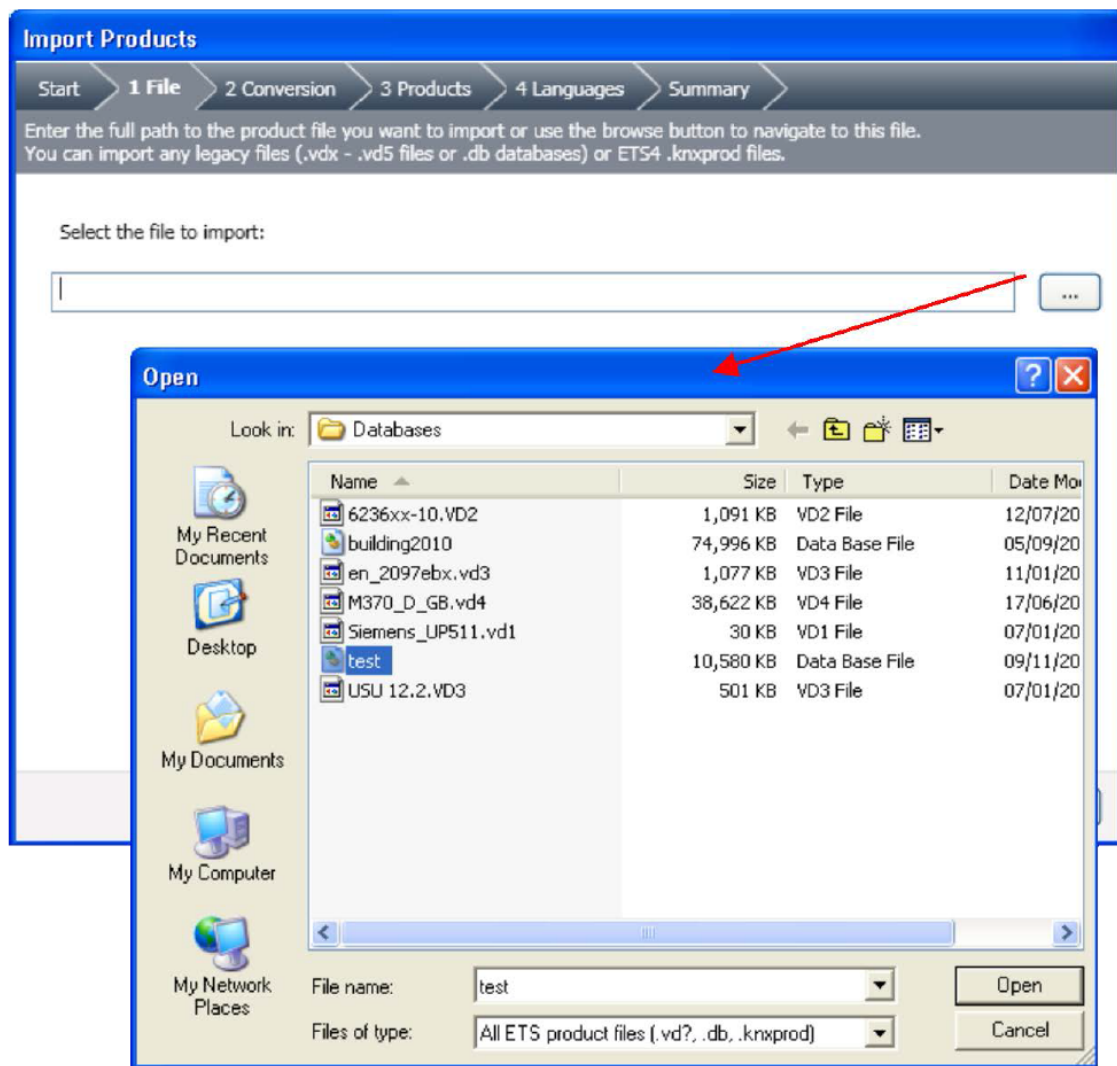 Import Products
Start 1 File 2 Conversion 3 Products 4 Languages Summary
Enter the full path to the product file you want to import or use the browse button to navigate to this file.
You can import any legacy files (.vdx - .vd5 files or .db databases) or ETS4 .knxprod files.
Select the file to import:
...
Open
Look in: Databases
My Recent
Documents
Desktop
My Documents
My Computer
My Network
Places
Name Size Type Date Mo
6236xx-10.VD2 1,091 KB VD2 File 12/07/20
building2010 74,996 KB Data Base File 05/09/20
en_2097ebx.vd3 1,077 KB VD3 File 11/01/20
M370_D_GB.vd4 38,622 KB VD4 File 17/06/20
Siemens_UP511.vd1 30 KB VD1 File 07/01/20
test 10,580 KB Data Base File 09/11/20
USU 12.2.VD3 501 KB VD3 File 07/01/20
File name: test Open
Files of type: All ETS product files (.vd?, .db, .knxprod) Cancel